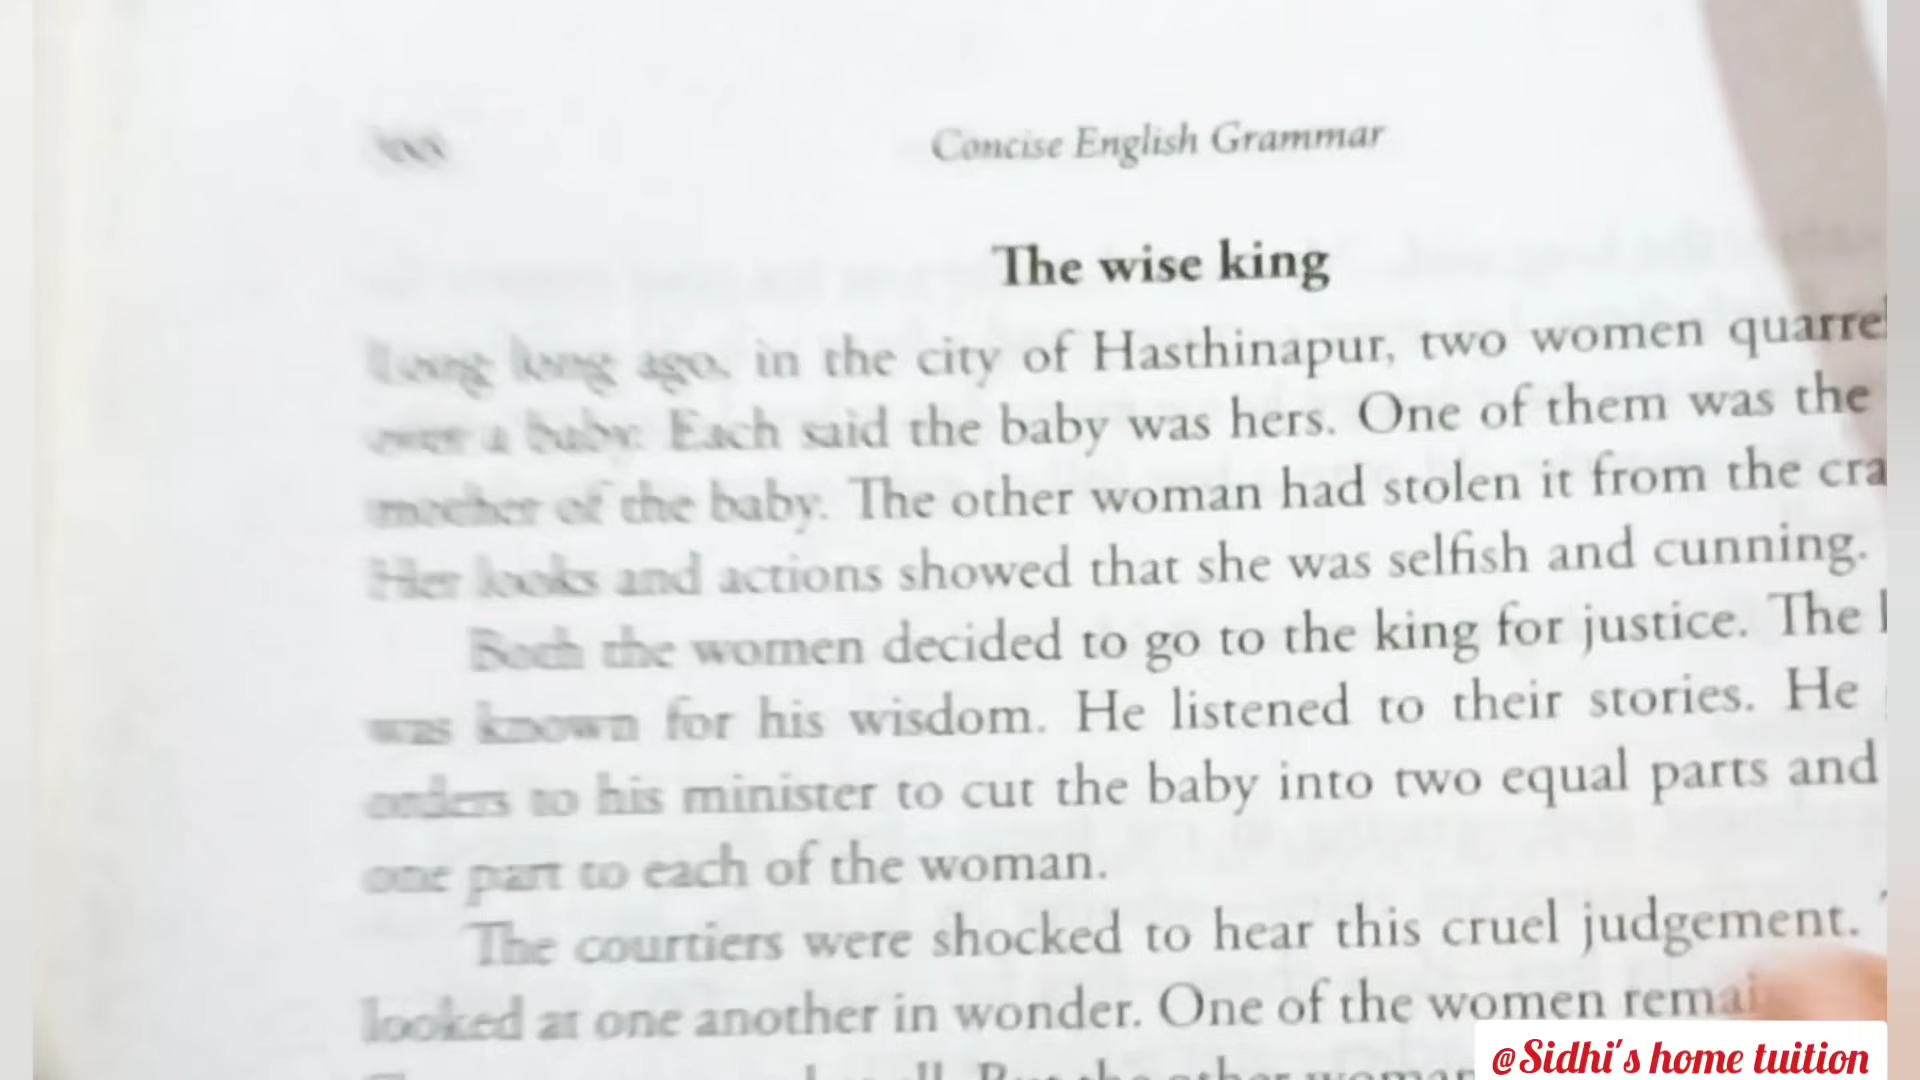 Concise English Grammar
The wise king
Long long ago, in the city of Hasthinapur, two women quarrel
over a baby. Each said the baby was hers. One of them was the
mother of the baby. The other woman had stolen it from the cra
Her looks and actions showed that she was selfish and cunning.
Both the women decided to go to the king for justice. The
was known for his wisdom. He listened to their stories. He
orders to his minister to cut the baby into two equal parts and
one part to each of the woman.
The courtiers were shocked to hear this cruel judgement.
looked at one another in wonder. One of the women remai
But the other woman
@Sidhi's home tuition